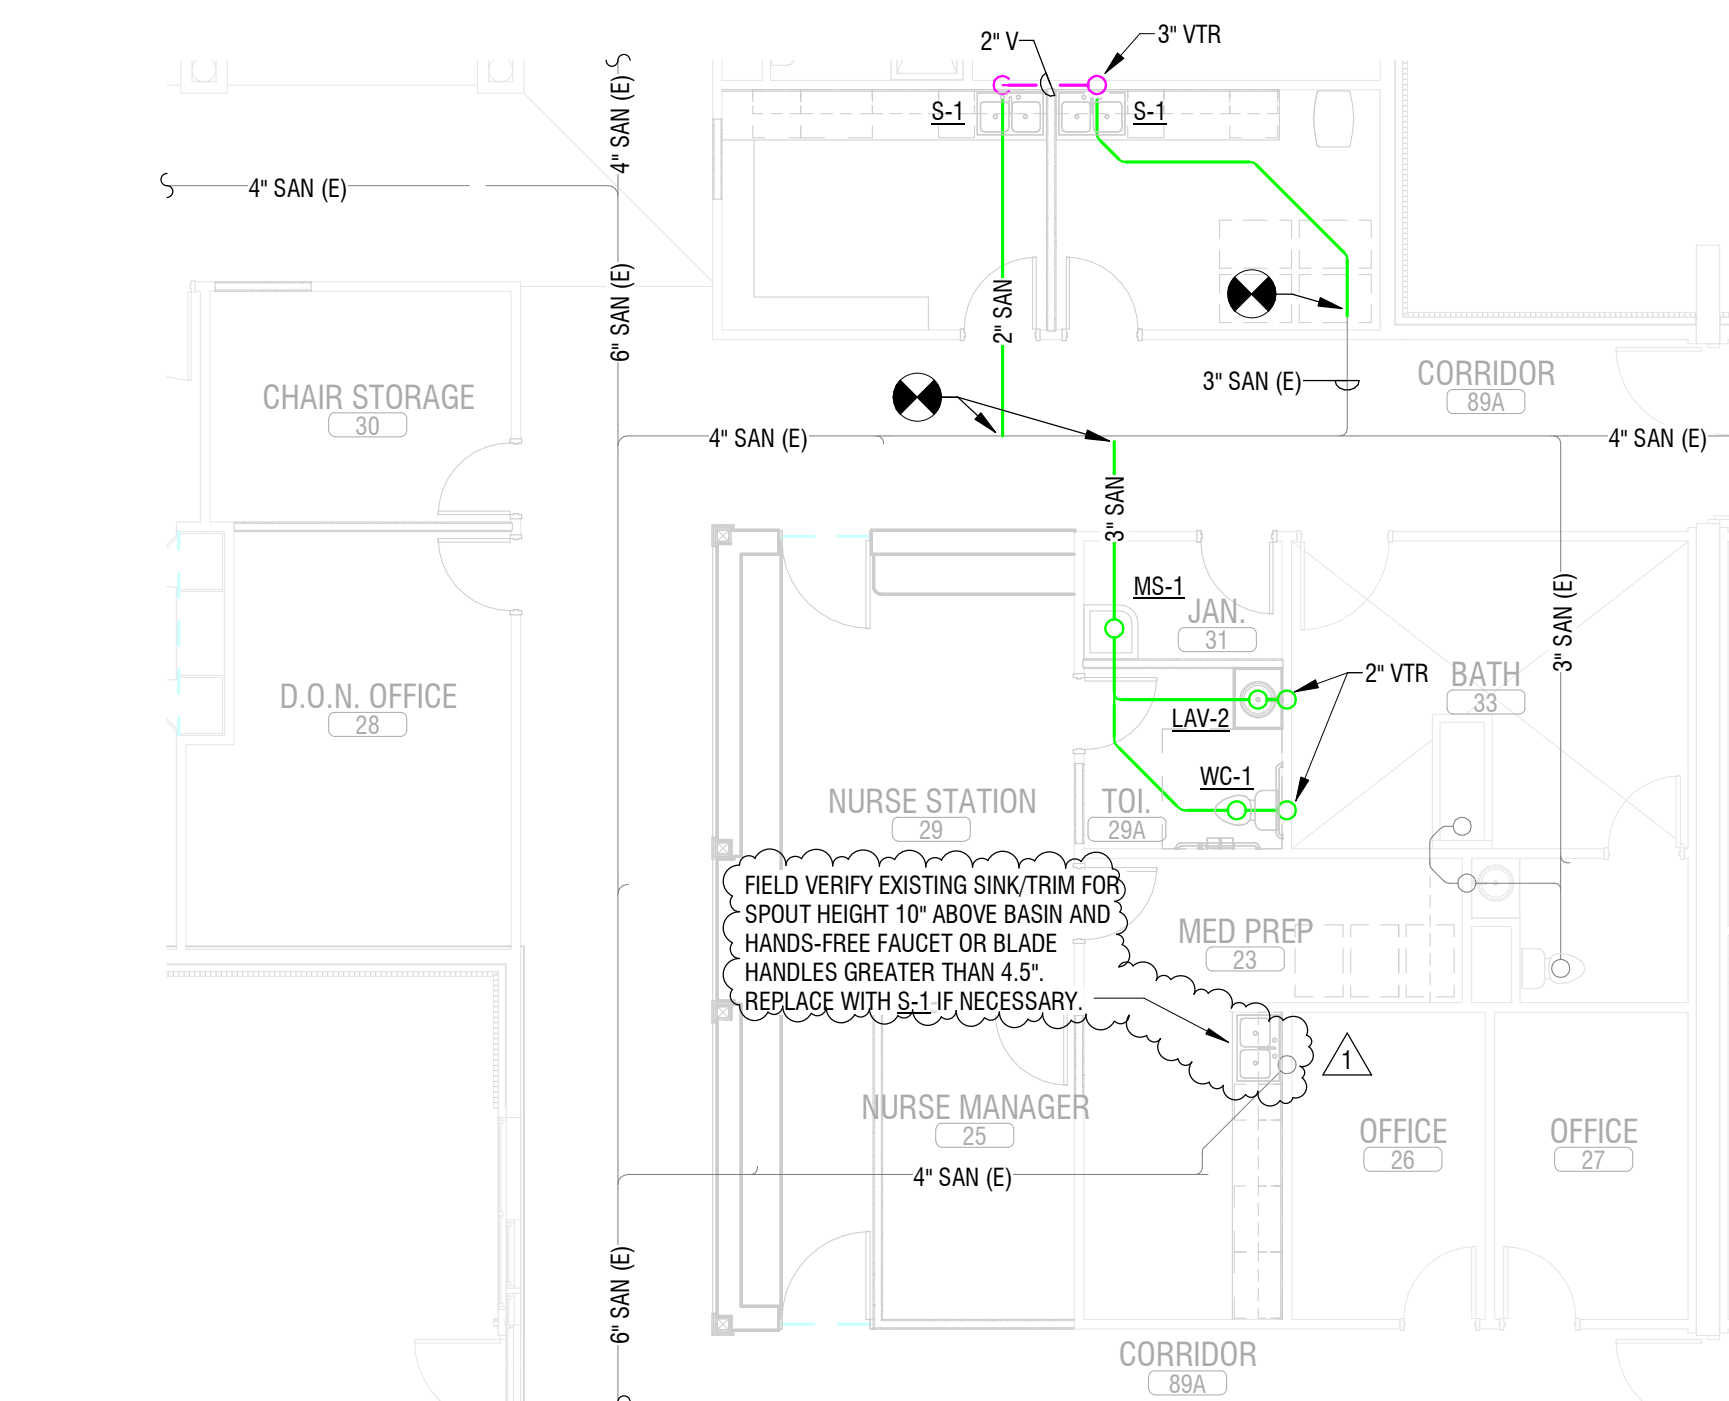 2" V
3" VTR
S-1
S-1
4" SAN (E)
4" SAN (E)
6" SAN (E)
2" SAN
3" SAN (E)
CORRIDOR
89A
CHAIR STORAGE
30
4" SAN (E)
4" SAN (E)
3" SAN
MS-1
JAN.
31
3" SAN (E)
BATH
33
2" VTR
D.O.N. OFFICE
28
LAV-2
WC-1
NURSE STATION
29
TOI.
29A
FIELD VERIFY EXISTING SINK/TRIM FOR
SPOUT HEIGHT 10" ABOVE BASIN AND
HANDS-FREE FAUCET OR BLADE
HANDLES GREATER THAN 4.5".
REPLACE WITH S-1 IF NECESSARY.
MED PREP
23
1
NURSE MANAGER
25
OFFICE
26
OFFICE
27
4" SAN (E)
6" SAN (E)
CORRIDOR
89A